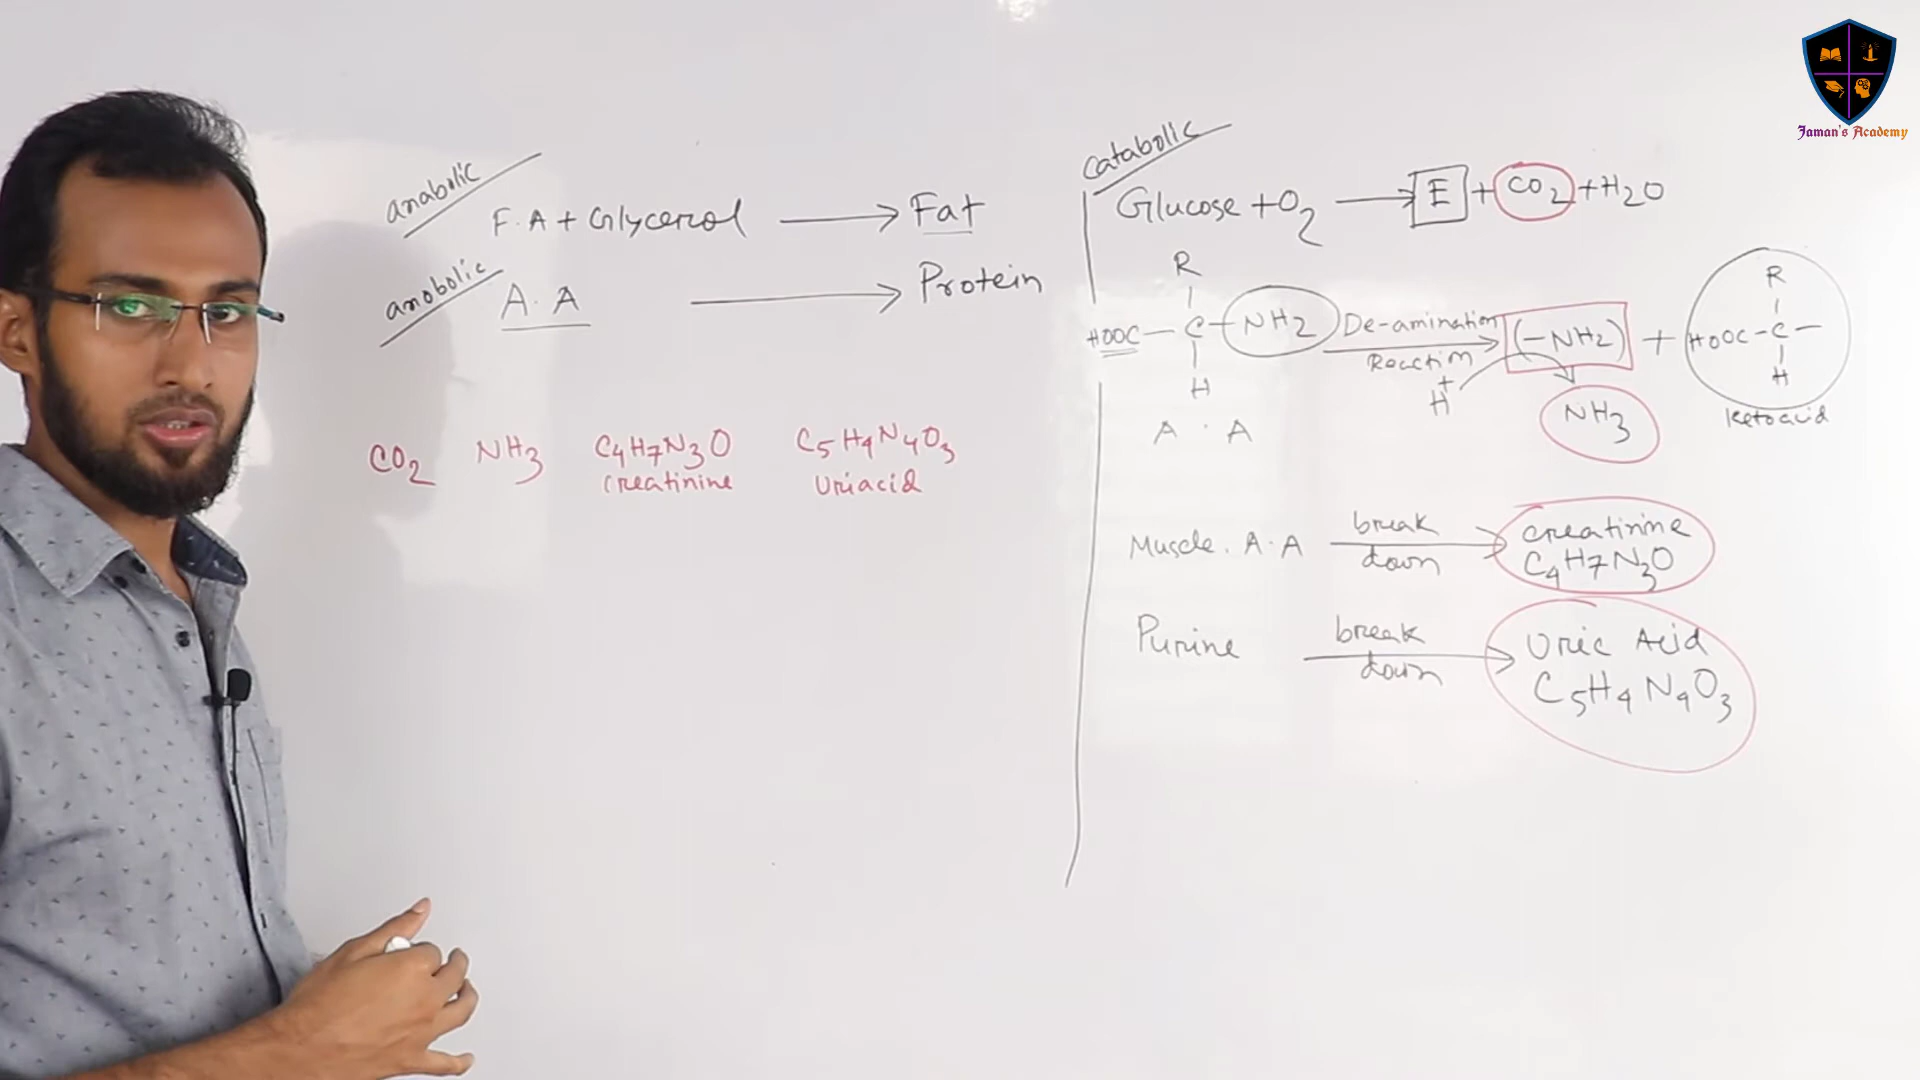 Jaman's Academy
anabolic
F.A + Glycerol → Fat
anobolic
A.A → Protein
CO2 NH3 C4H7N3O C5H4N4O3
creatinine Uriacid
catabolic
Glucose + O2 → E + CO2 + H2O
R
HOOC - C - NH2
H
A . A
De-amination
Reaction
+
H
(-NH2) +
NH3
R
HOOC - C -
H
Ketoacid
Muscle. A.A break down → creatinine
C4H7N3O
Purine break down → Uric Acid
C5H4N4O3